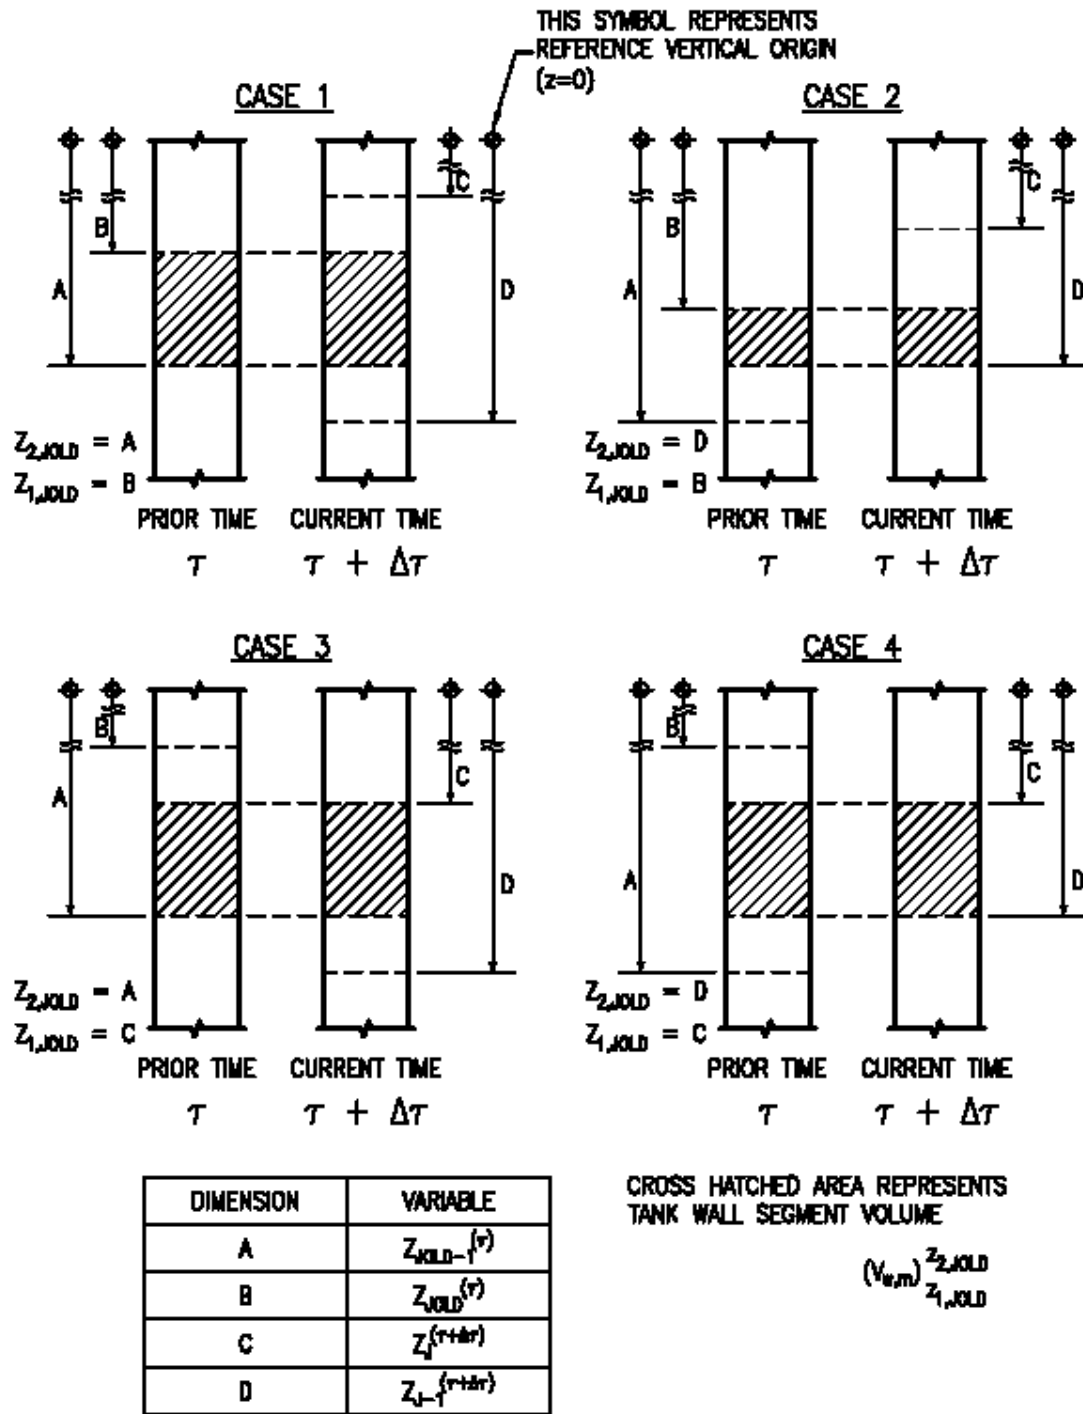 THIS SYMBOL REPRESENTS
REFERENCE VERTICAL ORIGIN
(z=0)
CASE 1
CASE 2
C
C
B
B
A
D
A
D
Z2,JOLD = A
Z1,JOLD = B
Z2,JOLD = D
Z1,JOLD = B
PRIOR TIME CURRENT TIME
PRIOR TIME CURRENT TIME
τ τ + Δτ
τ τ + Δτ
CASE 3
CASE 4
B
B
C
C
A
D
A
D
Z2,JOLD = A
Z1,JOLD = C
Z2,JOLD = D
Z1,JOLD = C
PRIOR TIME CURRENT TIME
PRIOR TIME CURRENT TIME
τ τ + Δτ
τ τ + Δτ
DIMENSION VARIABLE
A ZJOLD-1(τ)
B ZJOLD(τ)
C ZJ(τ+Δτ)
D ZJ-1(τ+Δτ)
CROSS HATCHED AREA REPRESENTS
TANK WALL SEGMENT VOLUME
(Vw,m) z2,JOLD
z1,JOLD